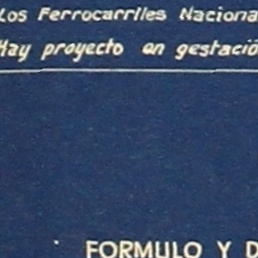 Los Ferrocarriles Naciona
Hay proyecto en gestació
FORMULO Y D